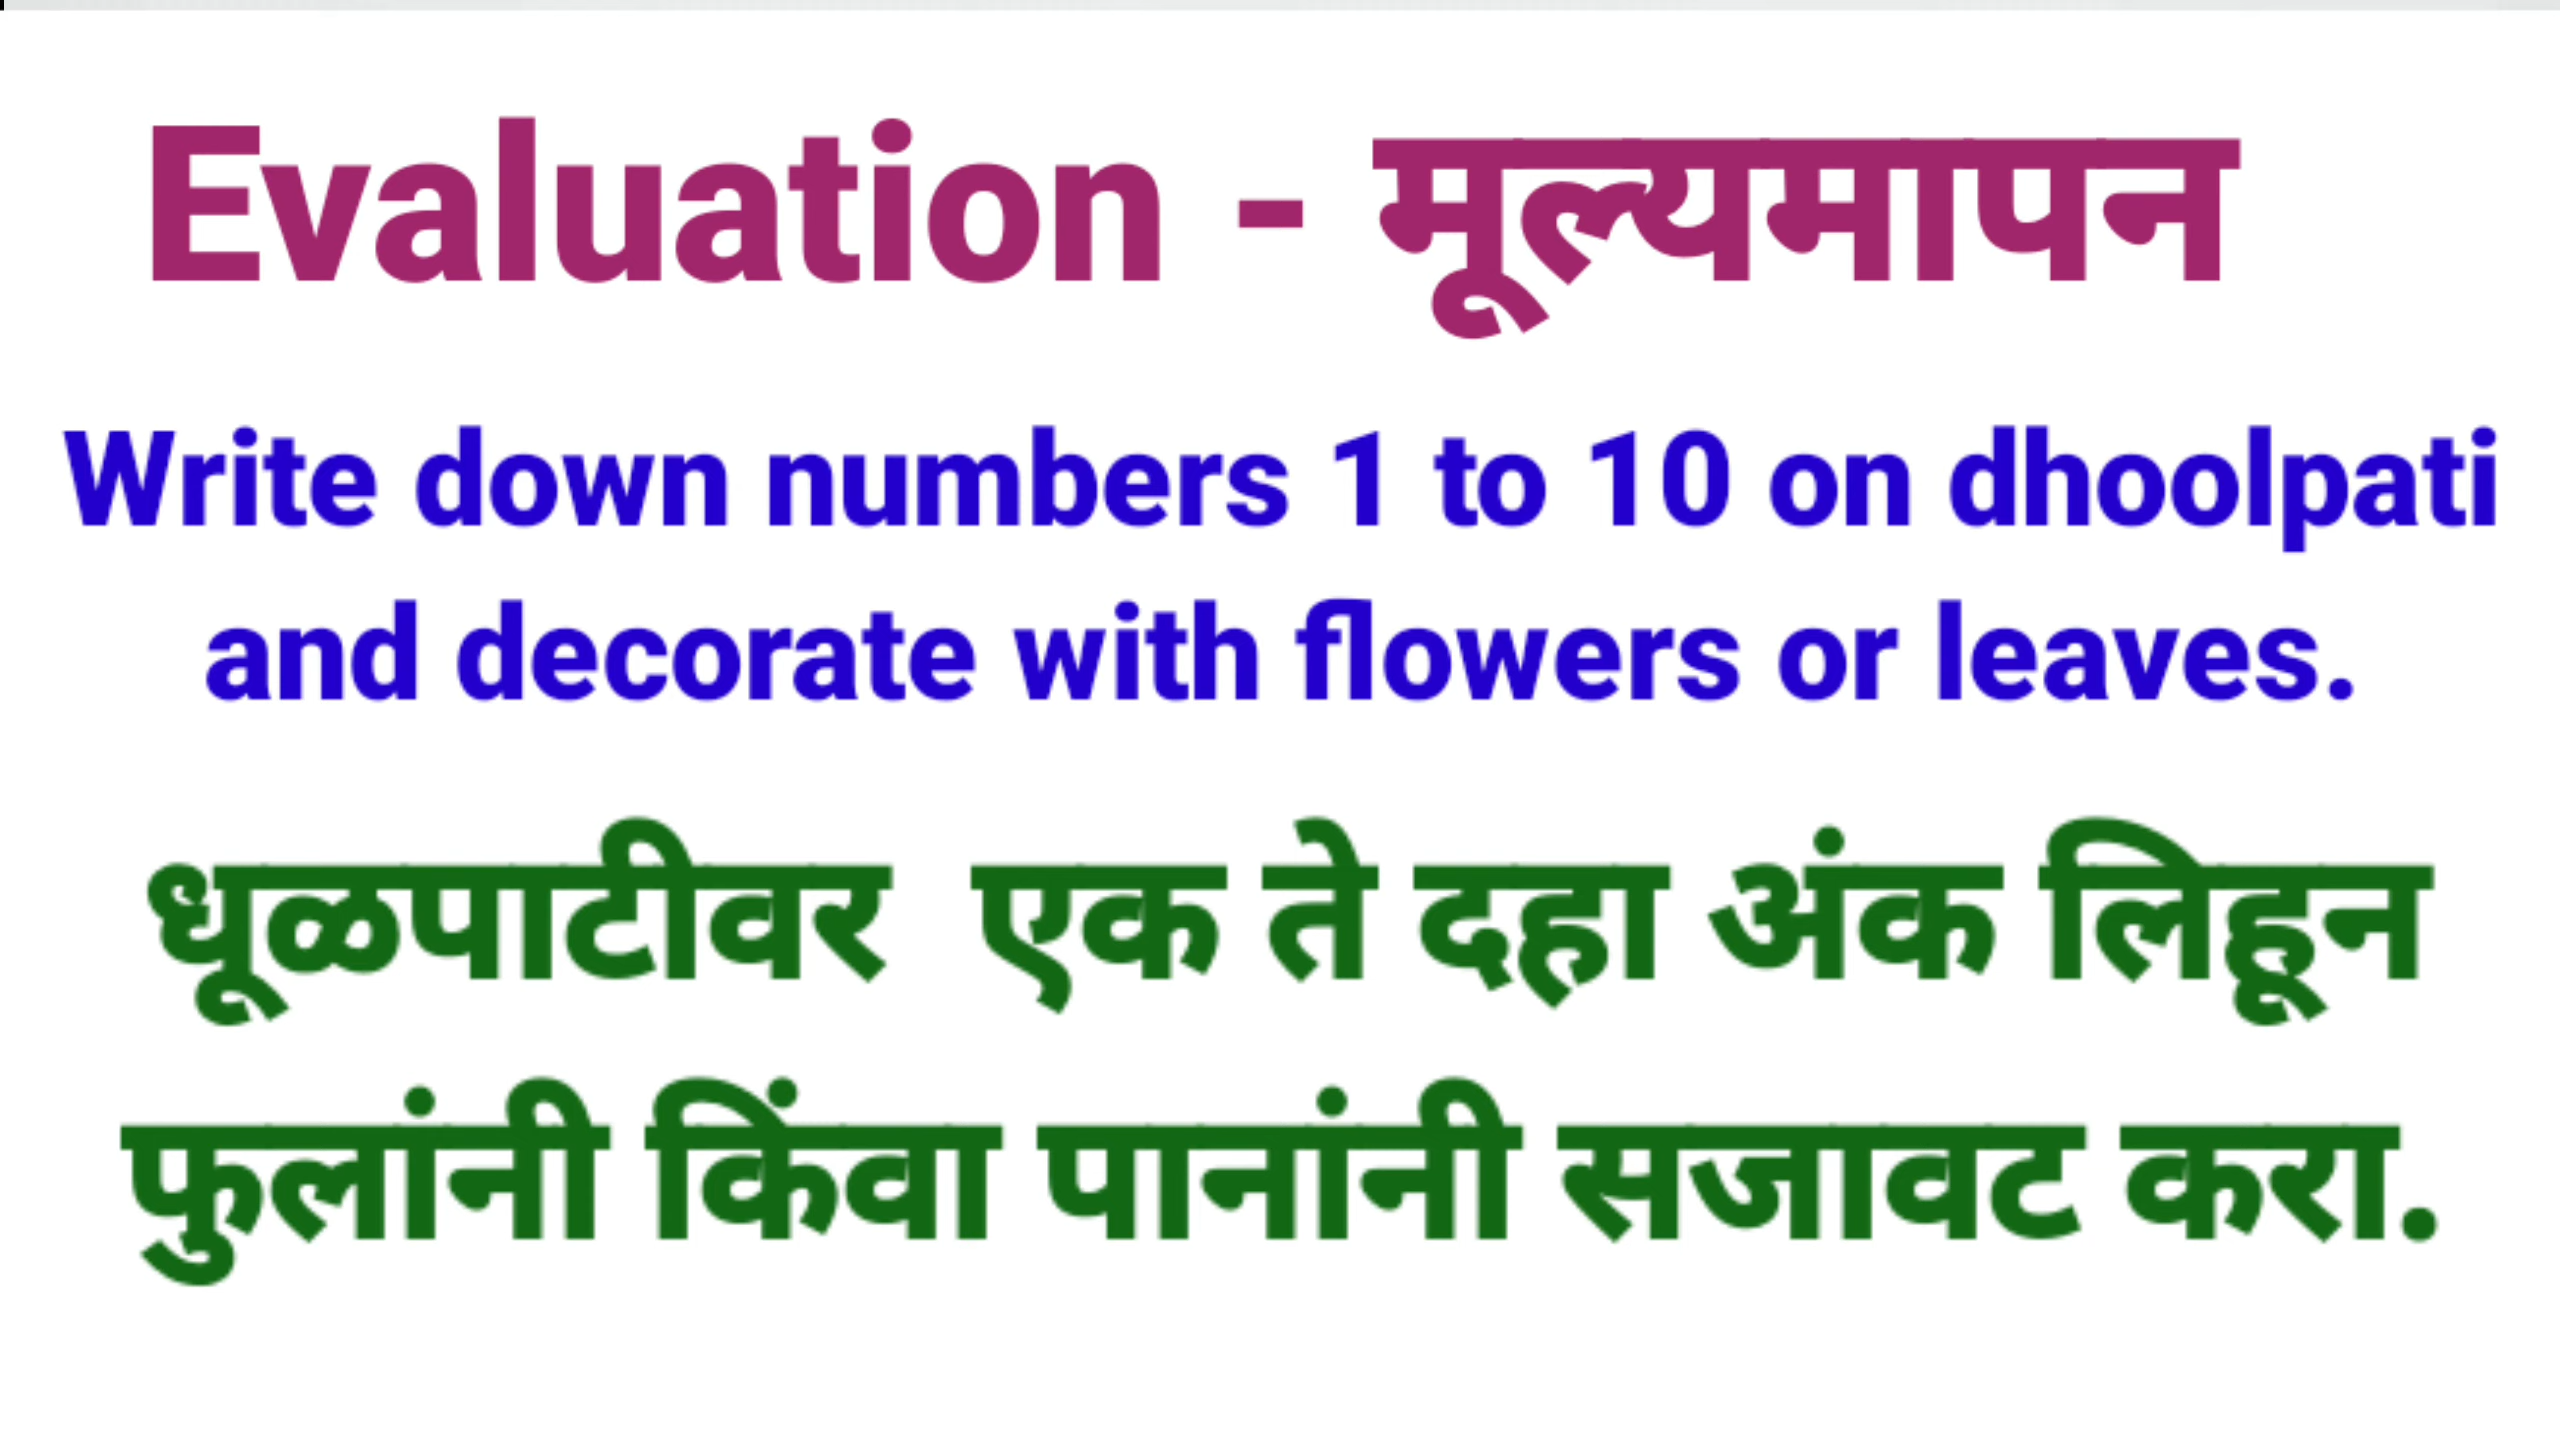 Evaluation - मूल्यमापन
Write down numbers 1 to 10 on dhoolpati
and decorate with flowers or leaves.
धूळपाटीवर एक ते दहा अंक लिहून
फुलांनी किंवा पानांनी सजावट करा.